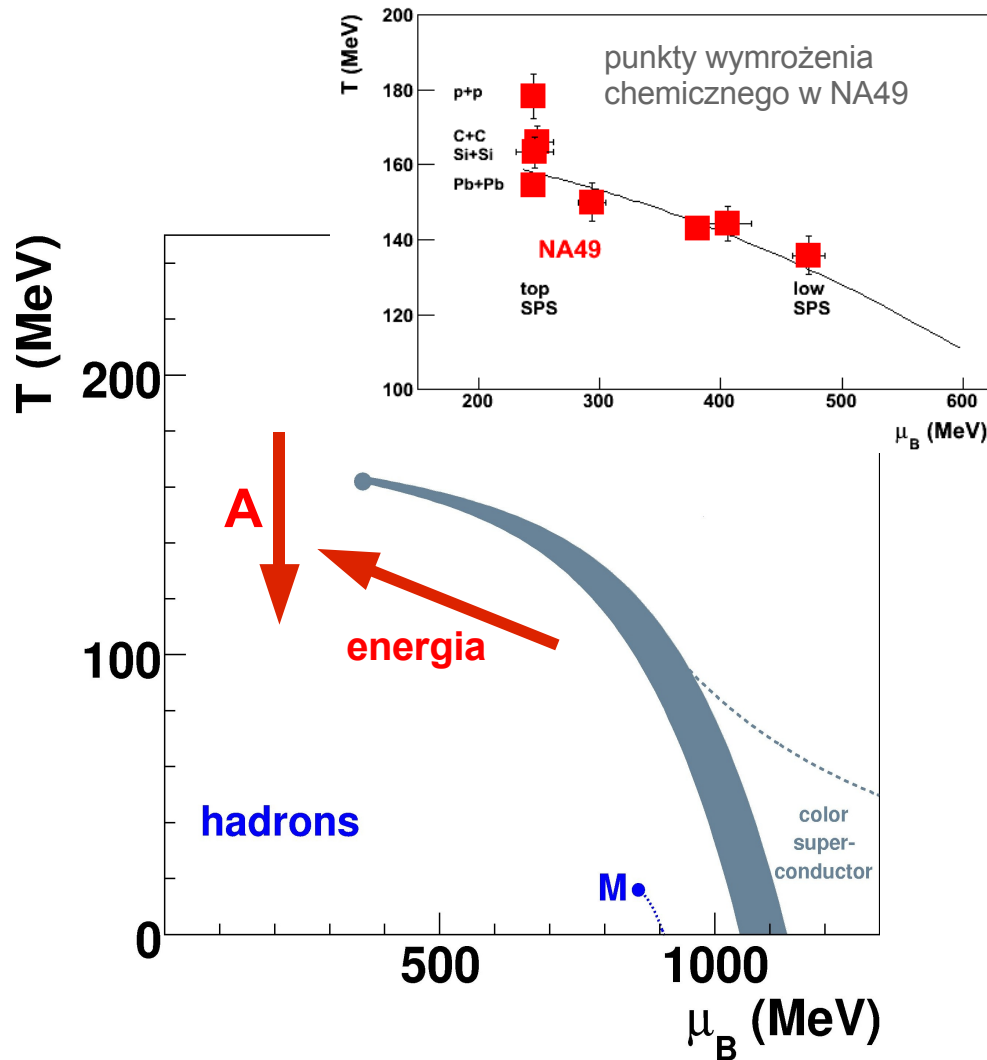 T (MeV)
200
180
160
140
120
100
punkty wymrożenia
chemicznego w NA49
p+p
C+C
Si+Si
Pb+Pb
NA49
top
SPS
low
SPS
200
300
400
500
600
μB (MeV)
T (MeV)
200
100
0
A
energia
hadrons
M
color
super-
conductor
500
1000
μB (MeV)